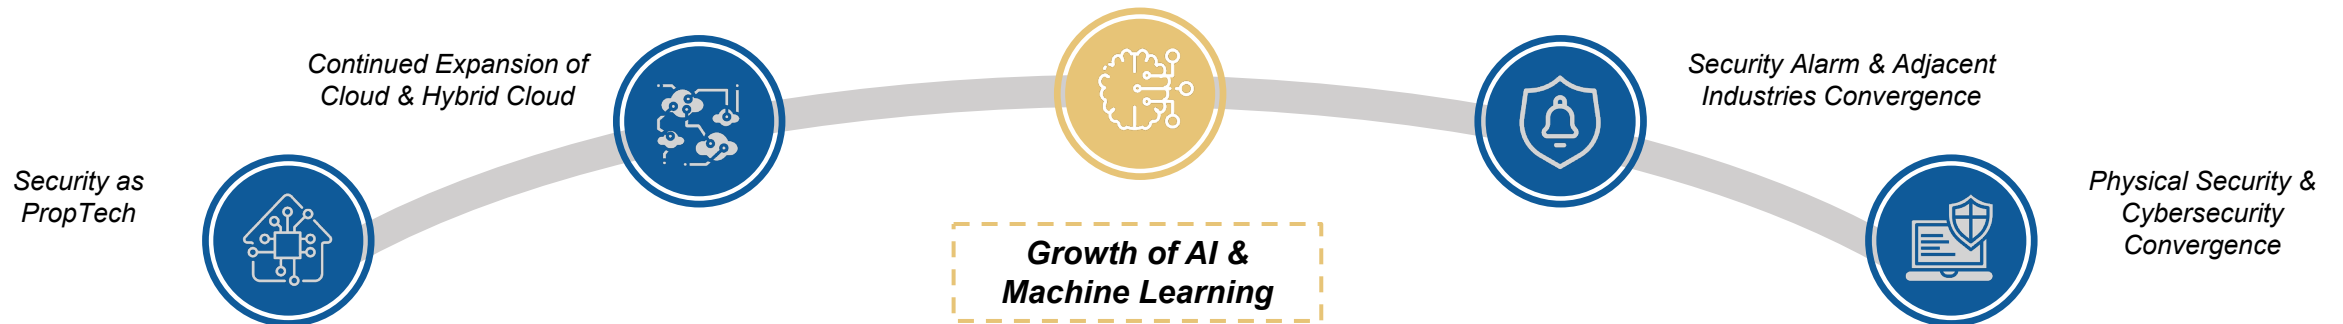 Security as
PropTech
Continued Expansion of
Cloud & Hybrid Cloud
Growth of AI &
Machine Learning
Security Alarm & Adjacent
Industries Convergence
Physical Security &
Cybersecurity
Convergence